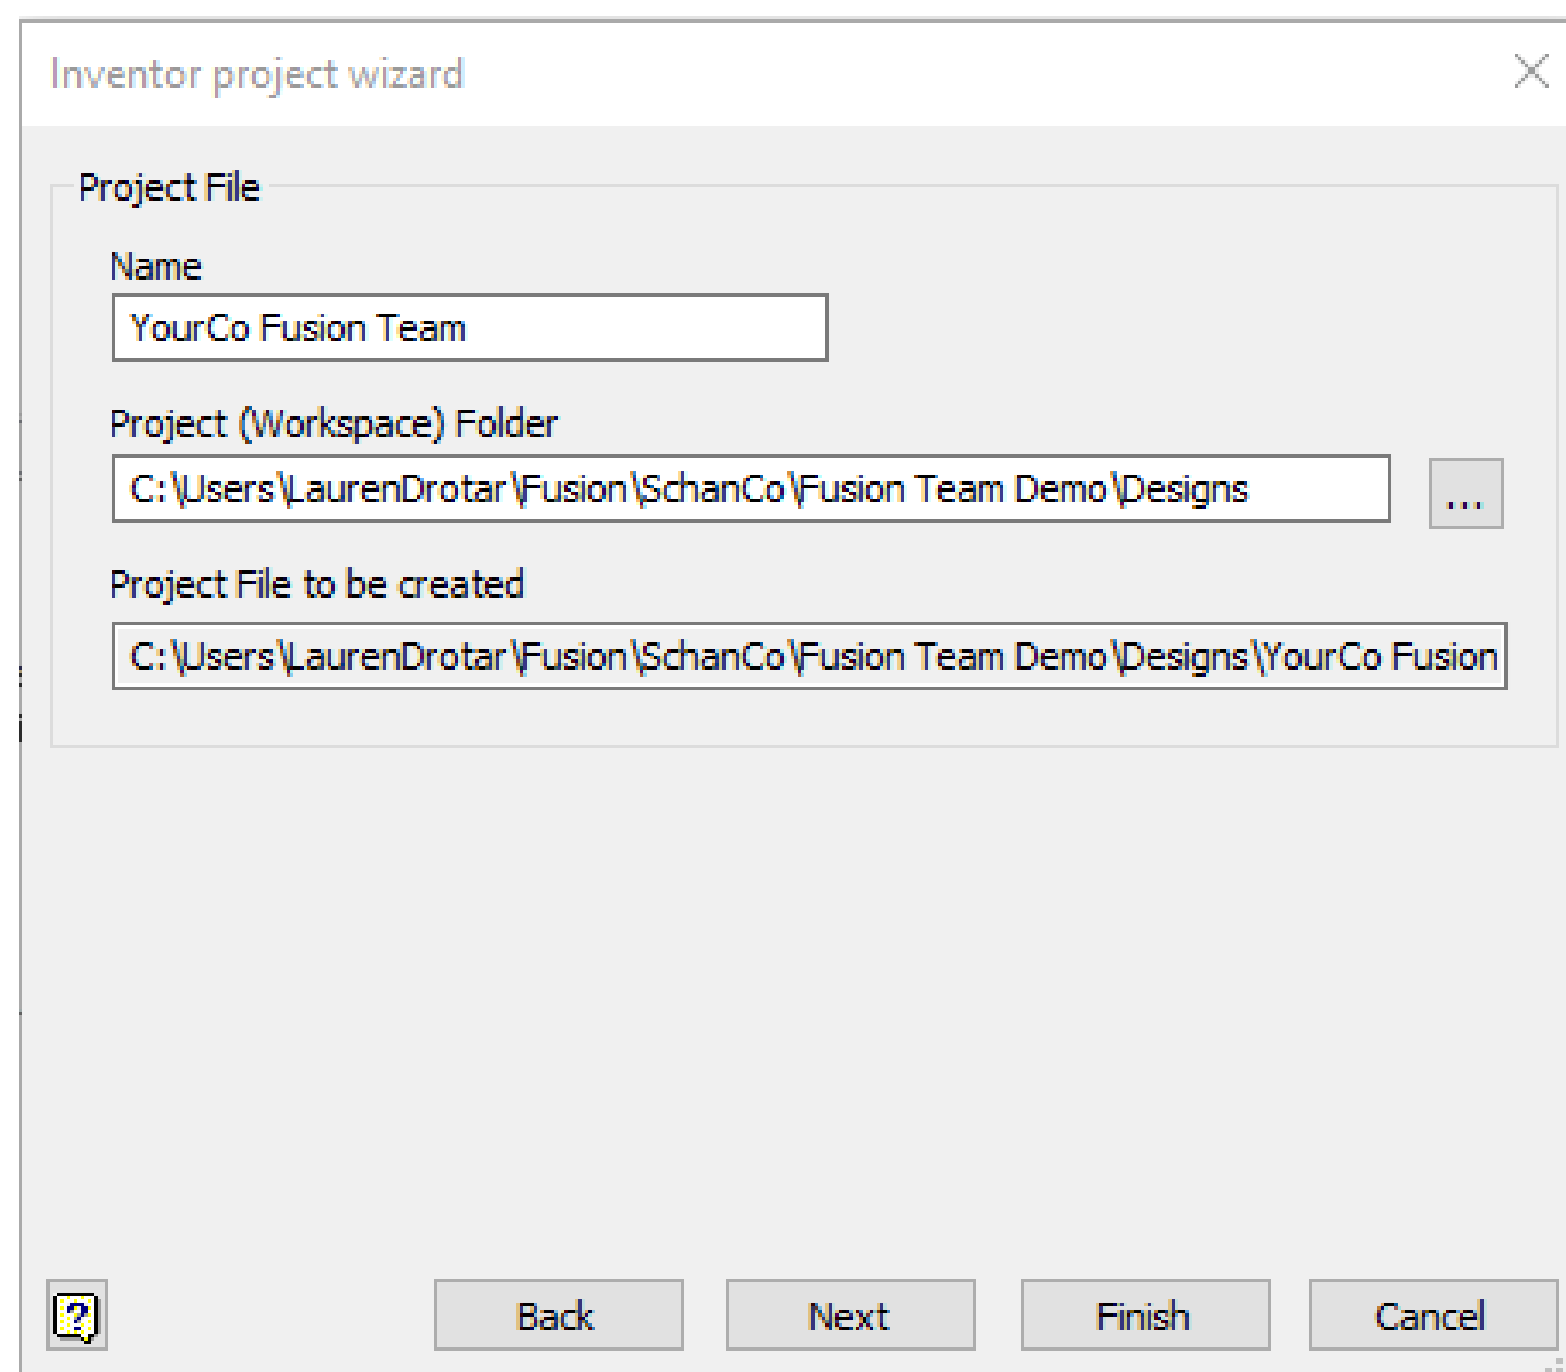 Inventor project wizard
Project File
Name
YourCo Fusion Team
Project (Workspace) Folder
C:\Users\LaurenDrotar\Fusion\SchanCo\Fusion Team Demo\Designs
...
Project File to be created
C:\Users\LaurenDrotar\Fusion\SchanCo\Fusion Team Demo\Designs\YourCo Fusion
? Back Next Finish Cancel